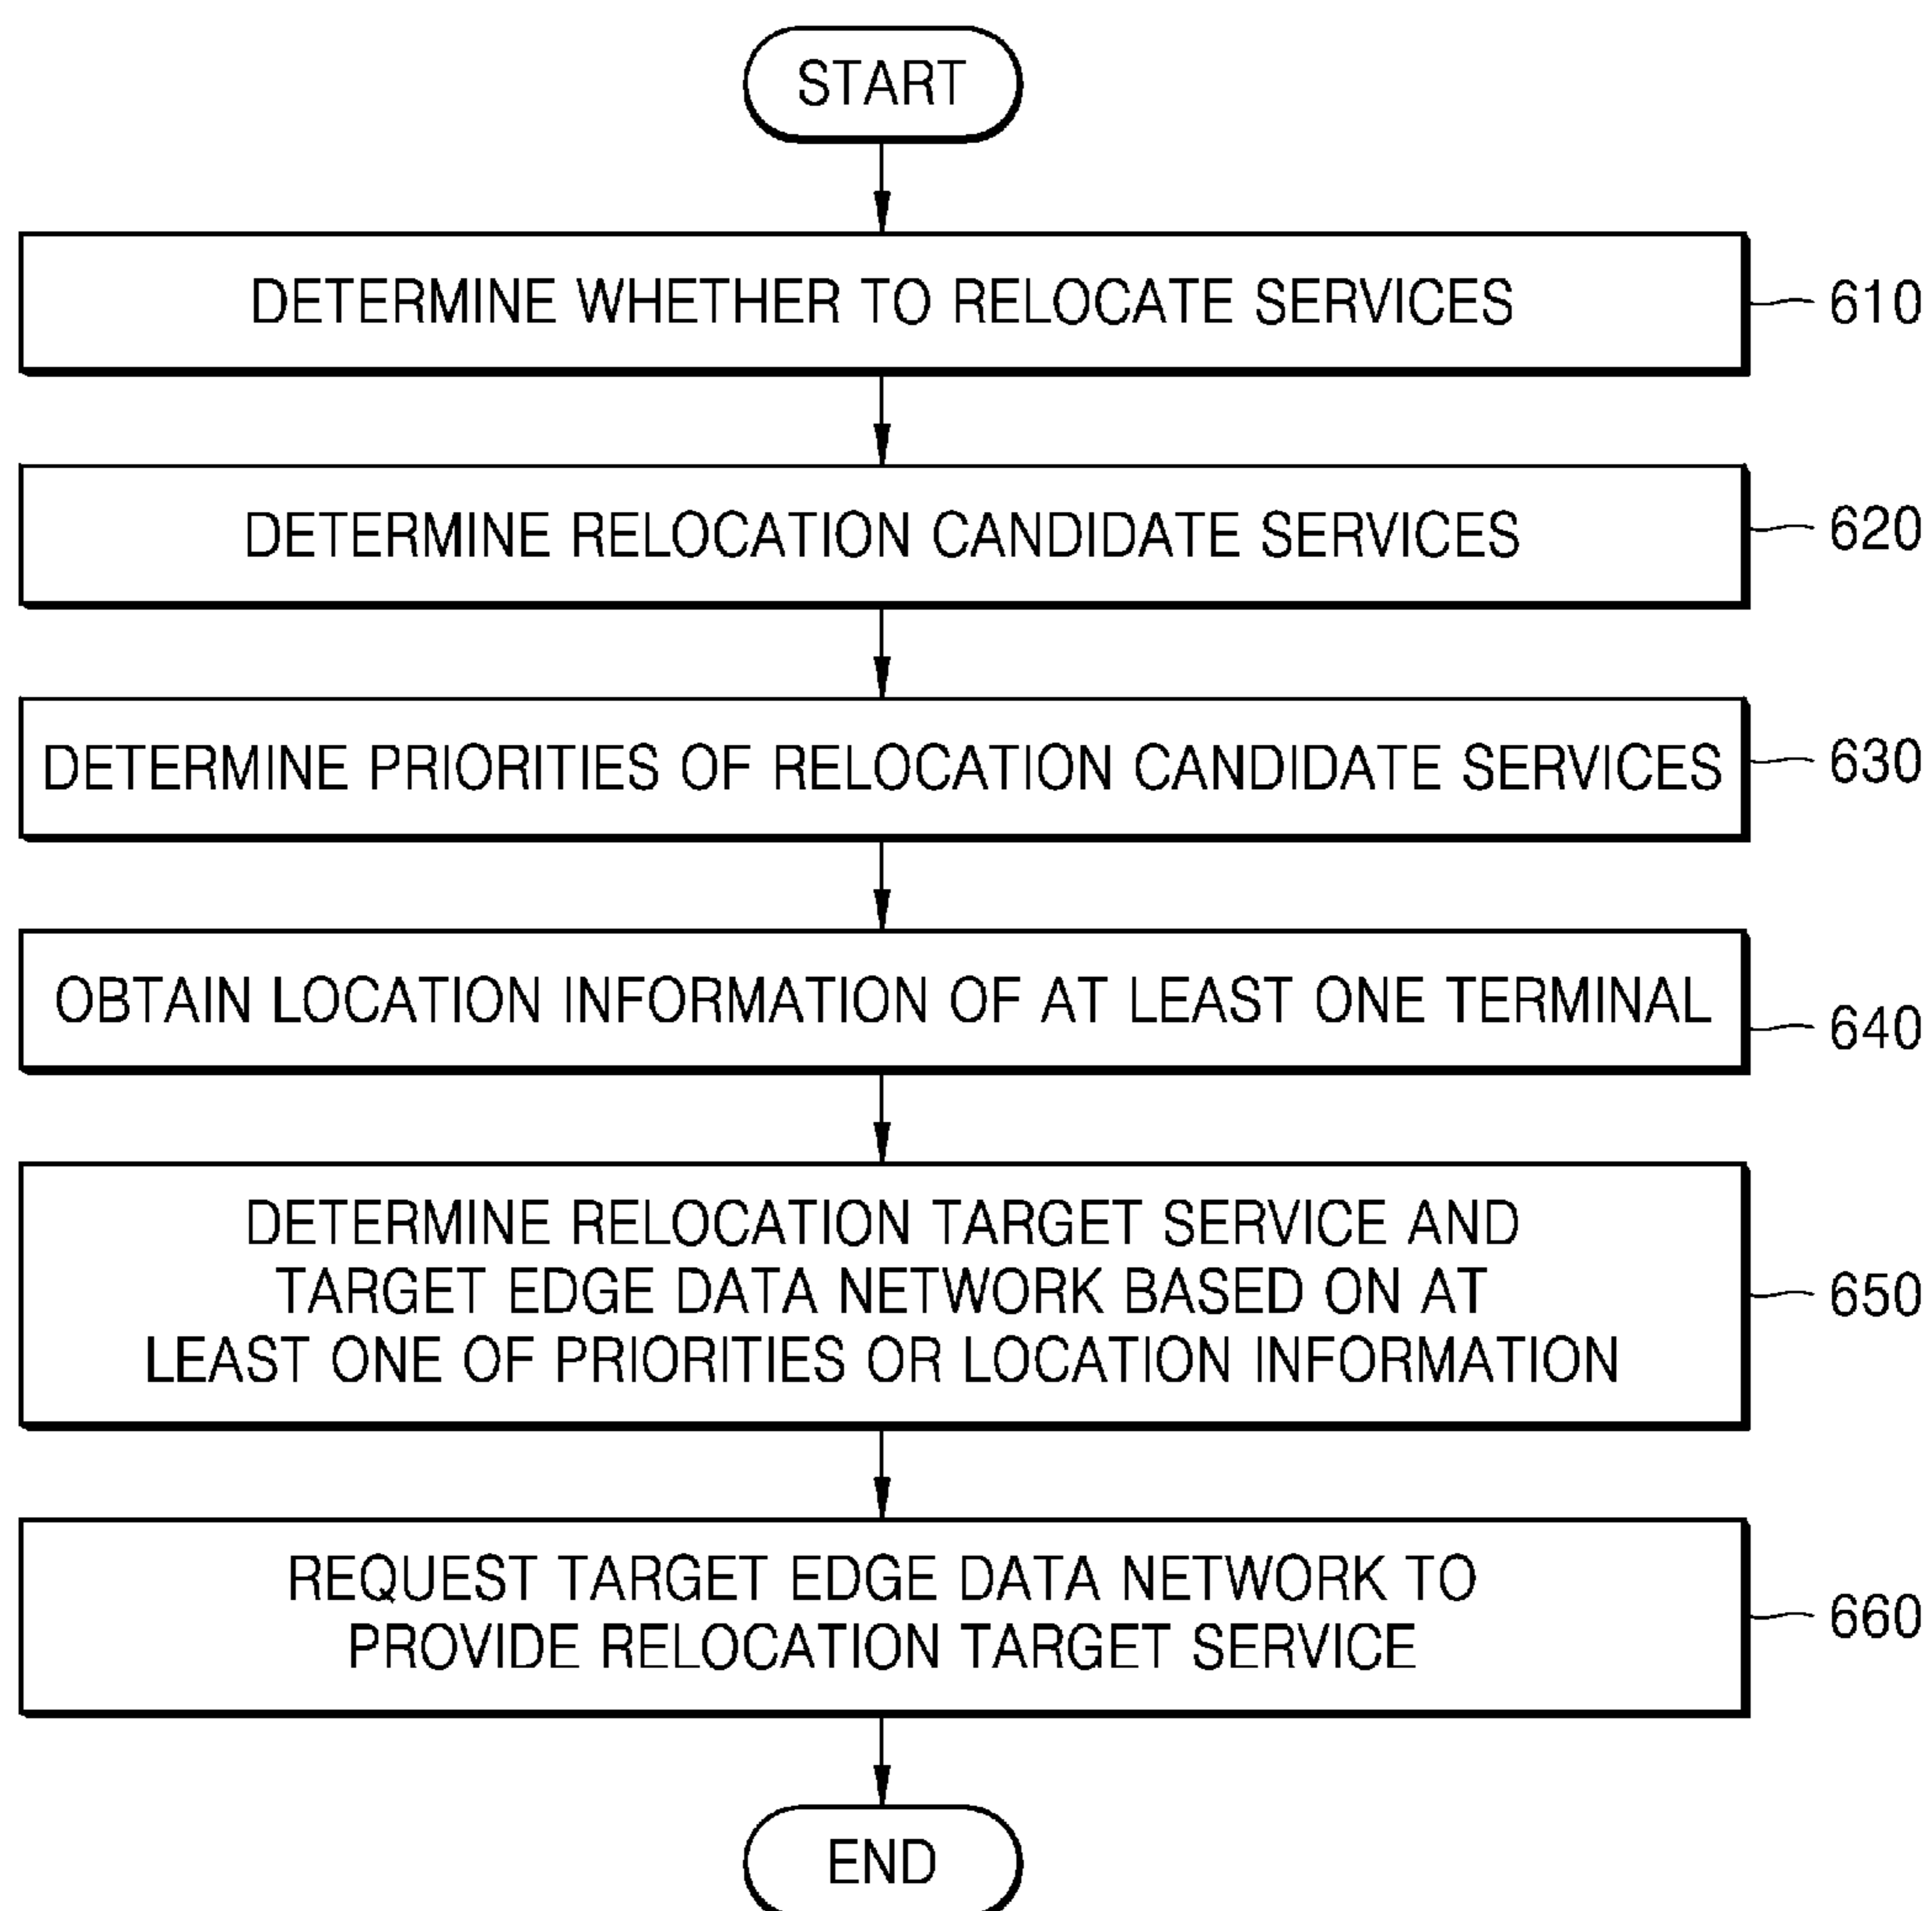 START
DETERMINE WHETHER TO RELOCATE SERVICES
610
DETERMINE RELOCATION CANDIDATE SERVICES
620
DETERMINE PRIORITIES OF RELOCATION CANDIDATE SERVICES
630
OBTAIN LOCATION INFORMATION OF AT LEAST ONE TERMINAL
640
DETERMINE RELOCATION TARGET SERVICE AND
TARGET EDGE DATA NETWORK BASED ON AT
LEAST ONE OF PRIORITIES OR LOCATION INFORMATION
650
REQUEST TARGET EDGE DATA NETWORK TO
PROVIDE RELOCATION TARGET SERVICE
660
END